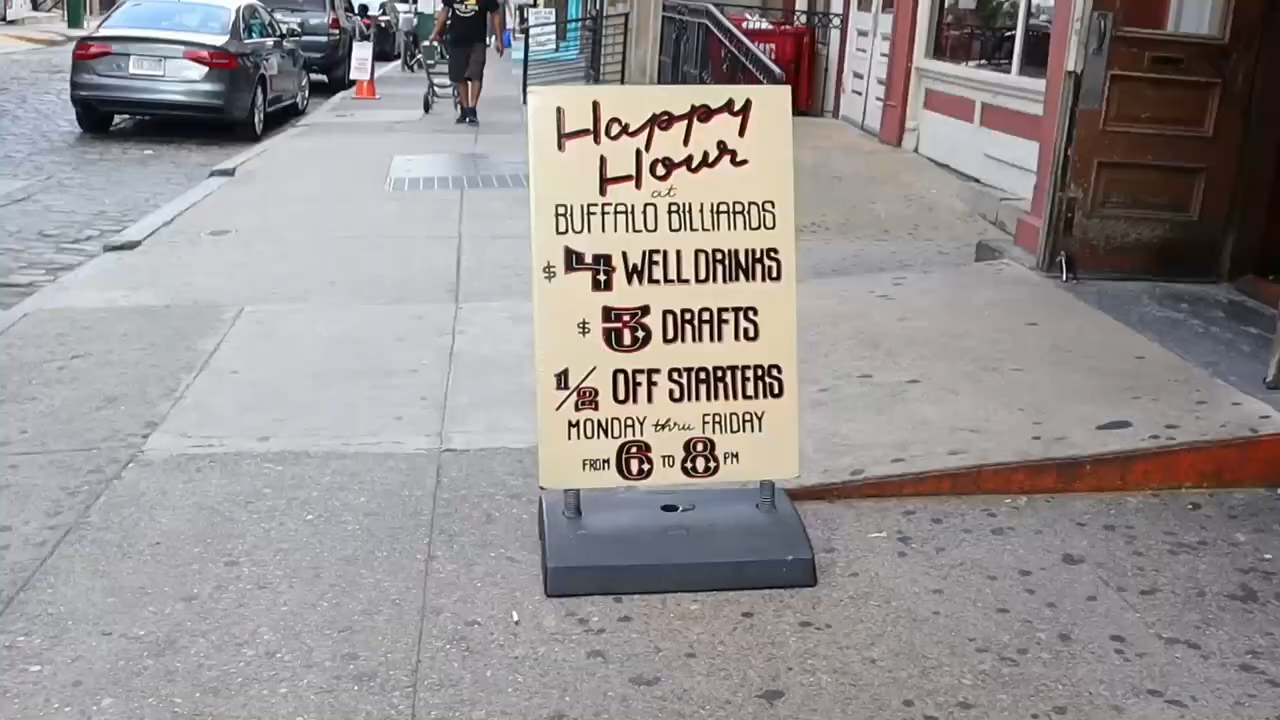 Happy
Hour
at
BUFFALO BILLIARDS
$4 WELL DRINKS
$3 DRAFTS
1/2 OFF STARTERS
MONDAY thru FRIDAY
FROM 6 TO 8 PM